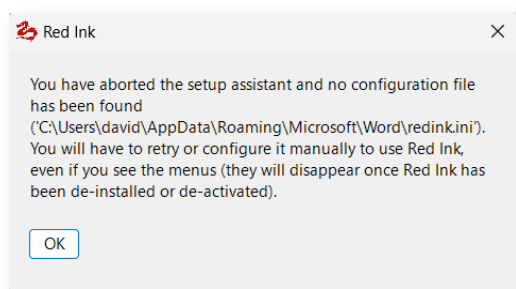 Red Ink
You have aborted the setup assistant and no configuration file
has been found
('C:\Users\david\AppData\Roaming\Microsoft\Word\redink.ini').
You will have to retry or configure it manually to use Red Ink,
even if you see the menus (they will disappear once Red Ink has
been de-installed or de-activated).
OK